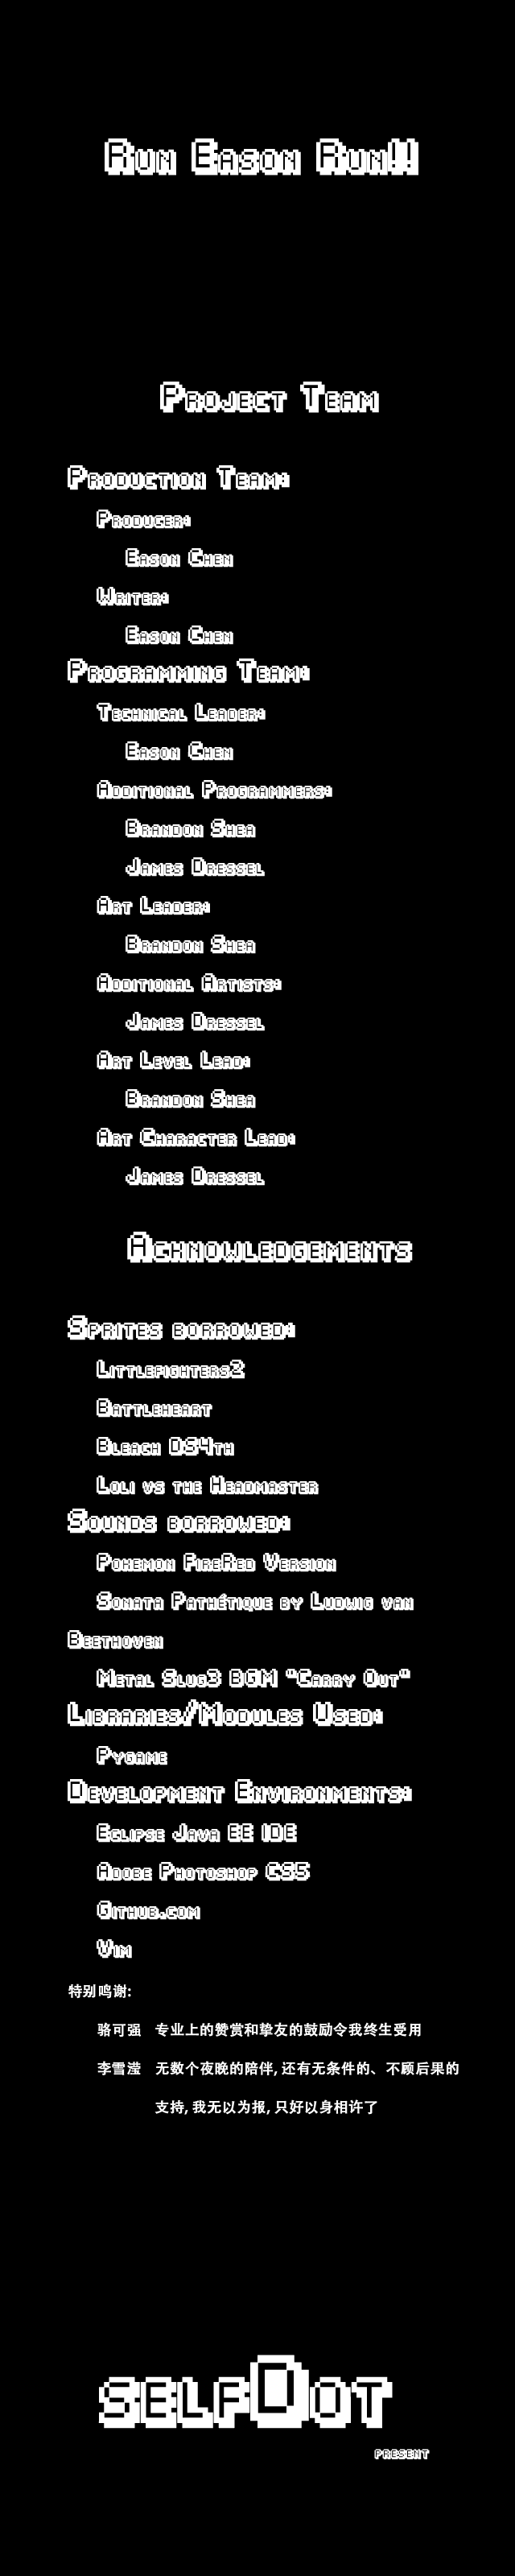 Run Eason Run!!
Project Team
Production Team:
Producer:
Eason Chen
Writer:
Eason Chen
Programming Team:
Technical Leader:
Eason Chen
Additional Programmers:
Brandon Shea
James Dressel
Art Leader:
Brandon Shea
Additional Artists:
James Dressel
Art Level Lead:
Brandon Shea
Art Character Lead:
James Dressel
Acknowledgements
Sprites borrowed:
Littlefighters2
Battleheart
Bleach DS4th
Loli vs the Headmaster
Sounds borrowed:
Pokemon FireRed Version
Sonata Pathétique by Ludwig van
Beethoven
Metal Slug3 BGM "Carry Out"
Libraries/Modules Used:
Pygame
Development Environments:
Eclipse Java EE IDE
Adobe Photoshop CS5
Github.com
Vim
特别鸣谢:
骆可强 专业上的赞赏和挚友的鼓励令我终生受用
李雪滢 无数个夜晚的陪伴, 还有无条件的、不顾后果的
支持, 我无以为报, 只好以身相许了
selfDot
present